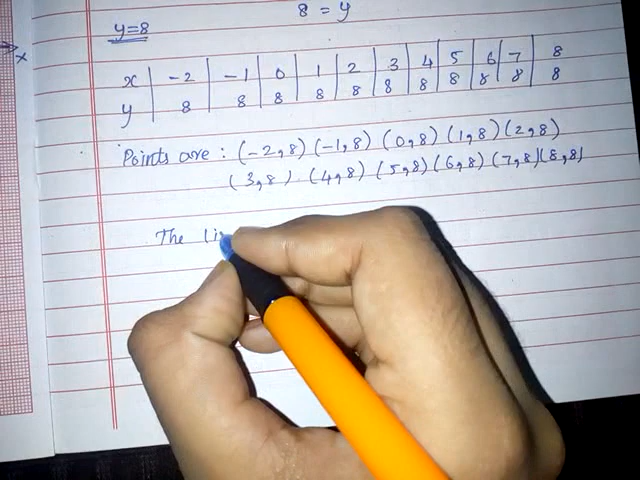 8 = y
y=8
x
x -2 -1 0 1 2 3 4 5 6 7 8
y 8 8 8 8 8 8 8 8 8 8 8
Points are : (-2,8) (-1,8) (0,8) (1,8) (2,8)
(3,8) (4,8) (5,8) (6,8) (7,8) (8,8)
The li